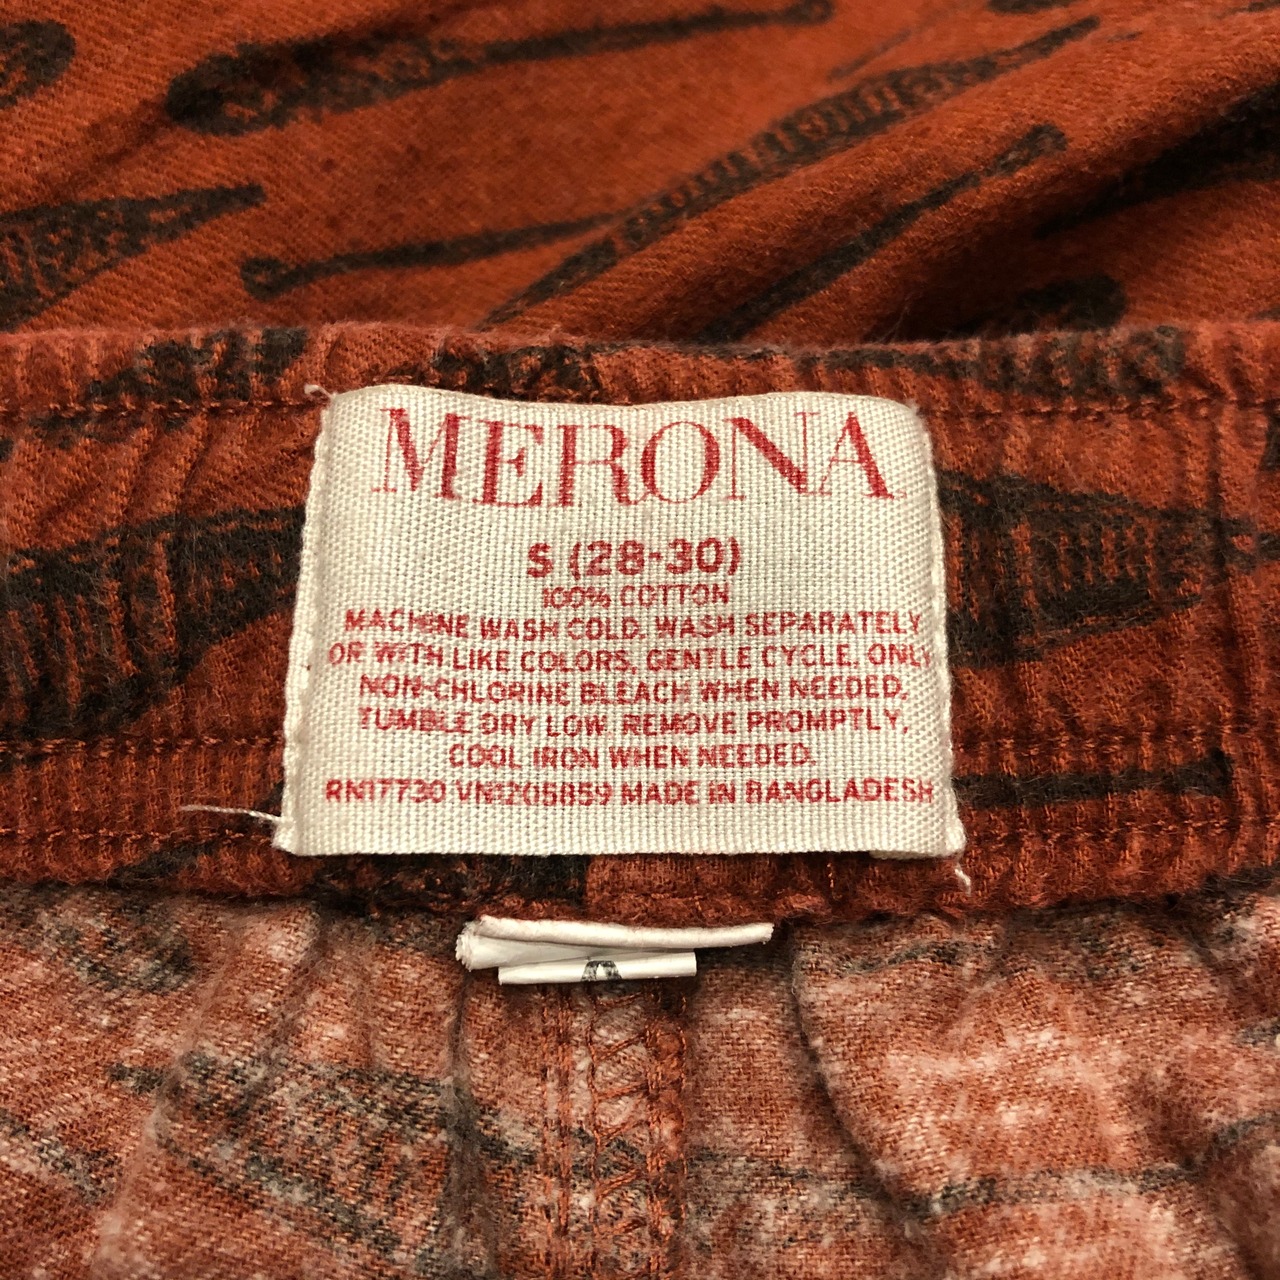 MERONA
S (28-30)
100% COTTON
MACHINE WASH COLD. WASH SEPARATELY
OR WITH LIKE COLORS, GENTLE CYCLE. ONLY
NON-CHLORINE BLEACH WHEN NEEDED.
TUMBLE DRY LOW. REMOVE PROMPTLY,
COOL IRON WHEN NEEDED.
RN17730 VN1205859 MADE IN BANGLADESH